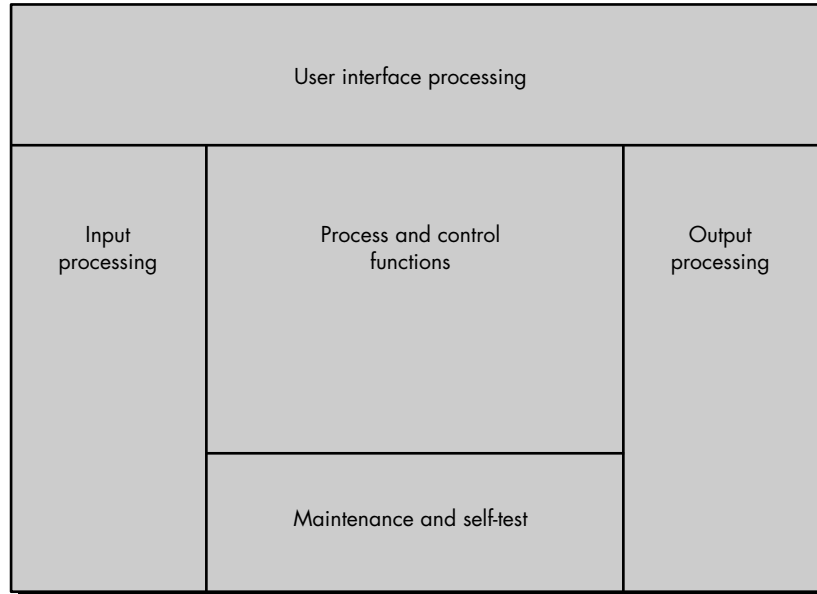 User interface processing
Input
processing
Process and control
functions
Output
processing
Maintenance and self-test